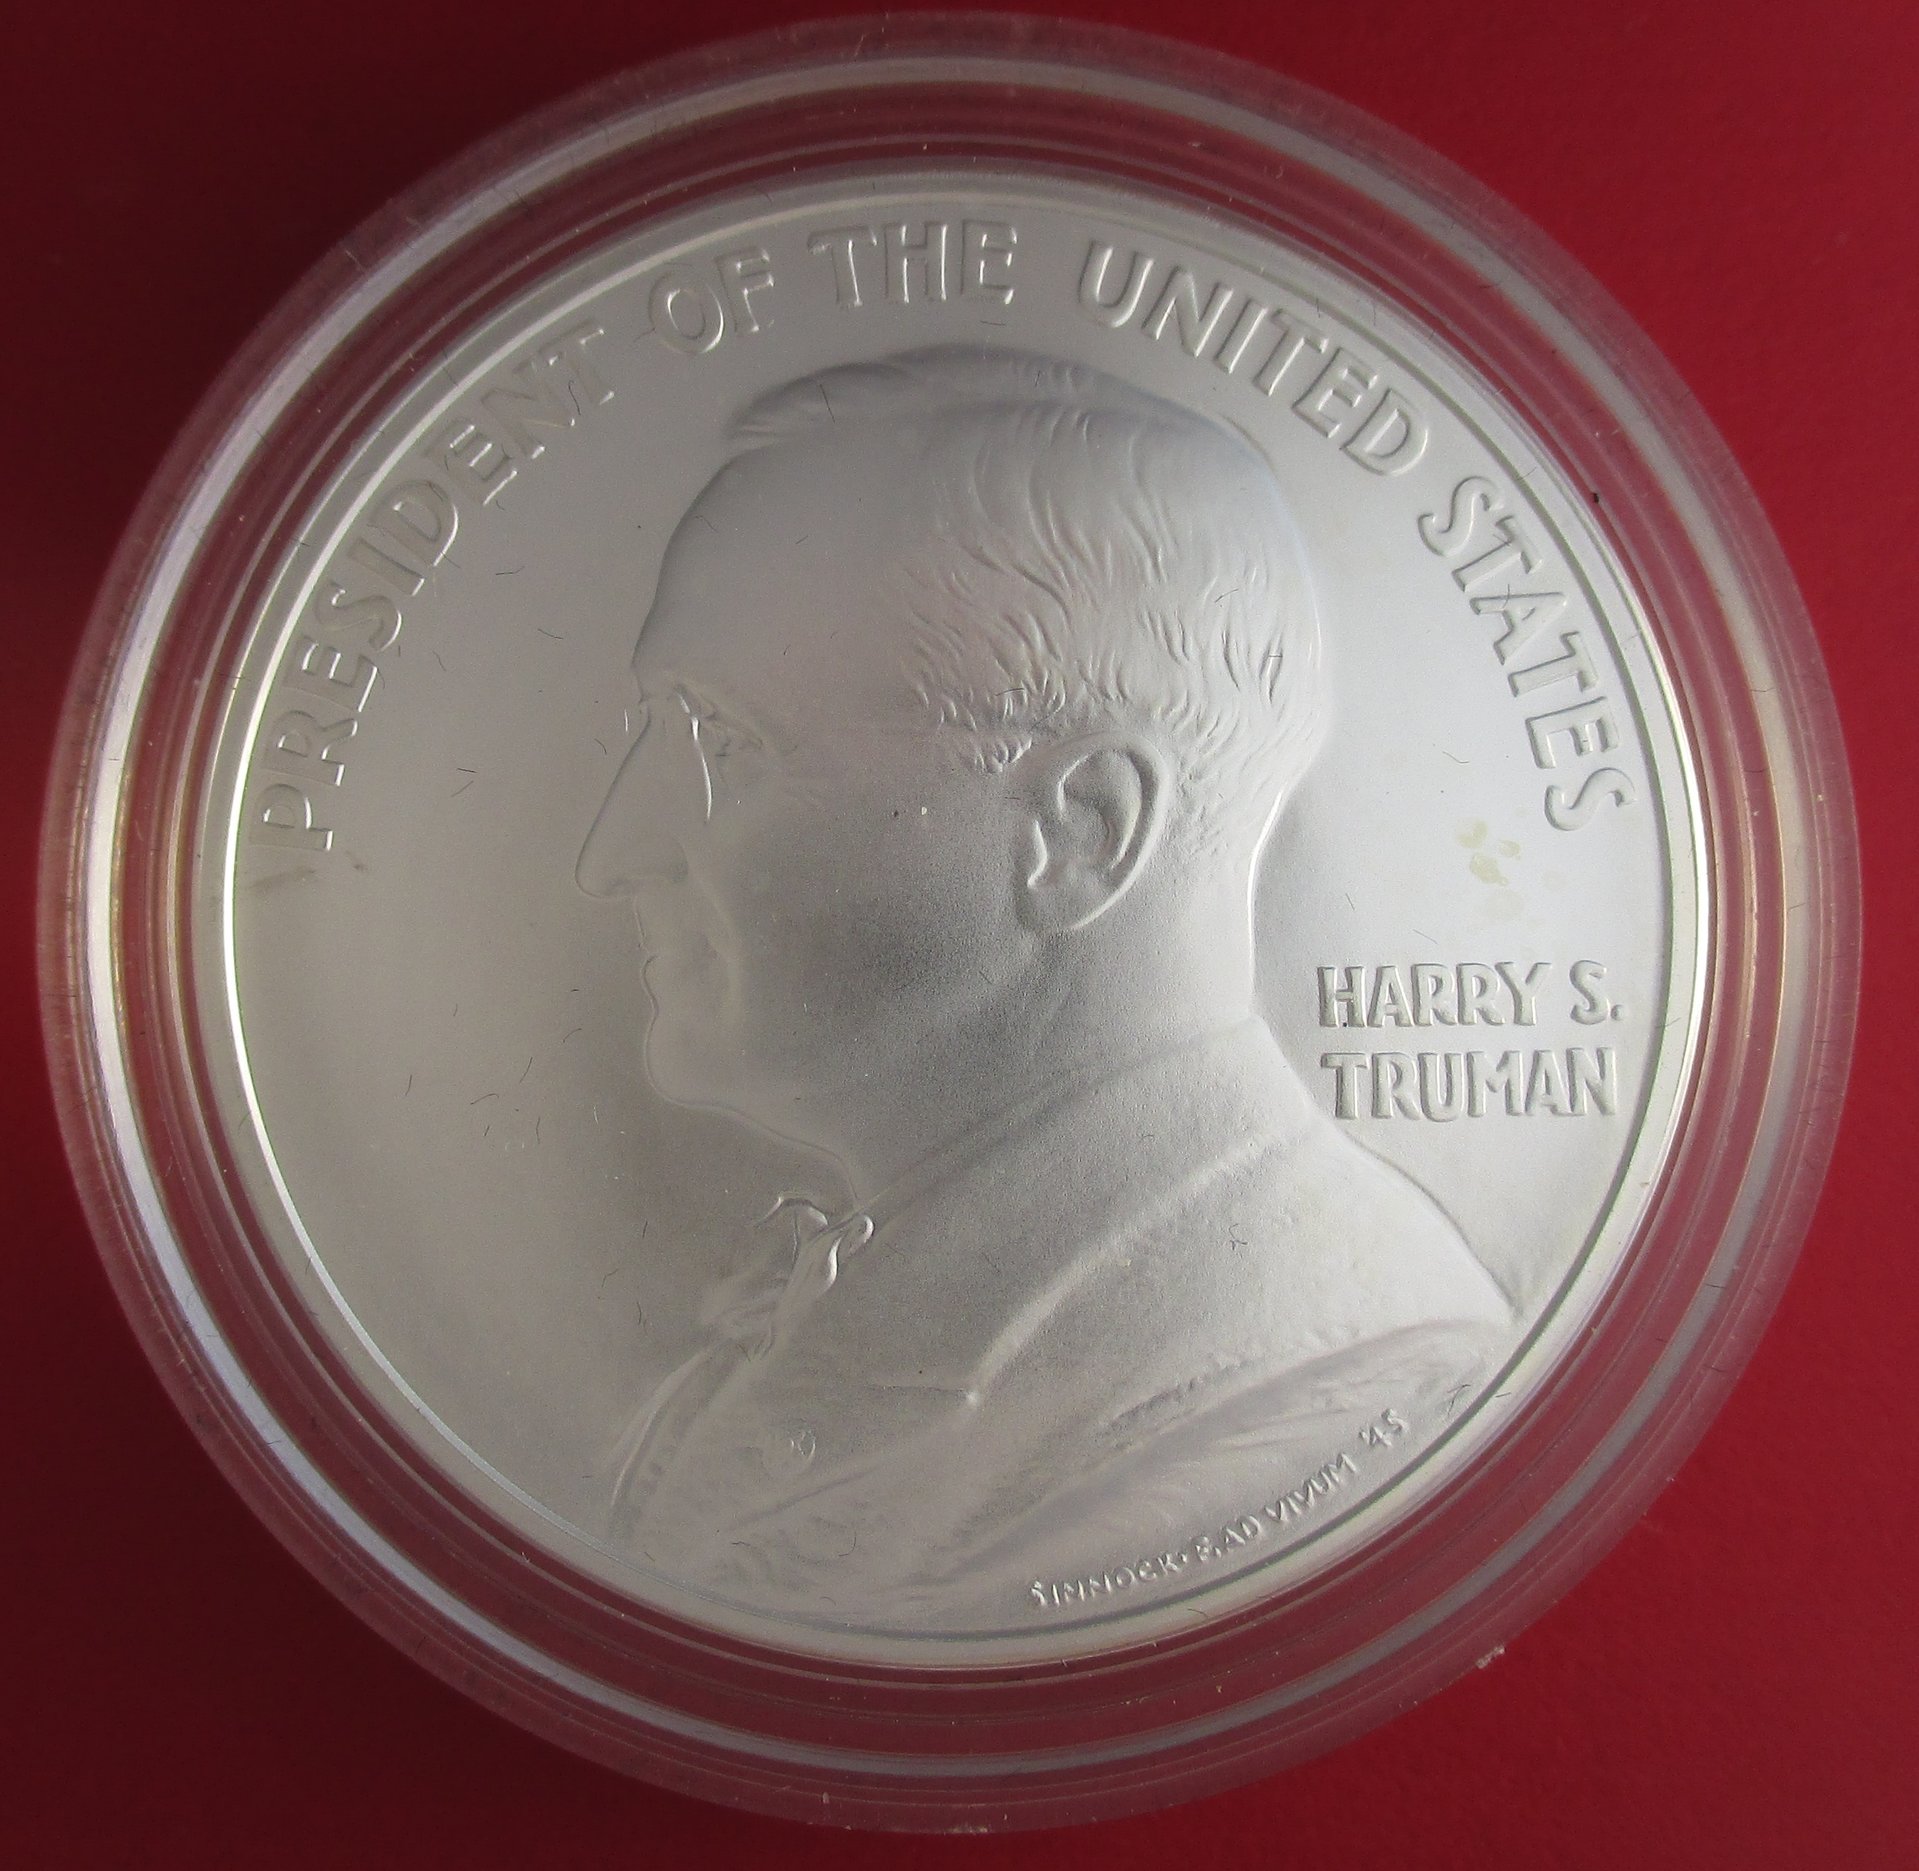 PRESIDENT OF THE UNITED STATES
HARRY S.
TRUMAN
SINNOCK • F. AD VIVUM '45